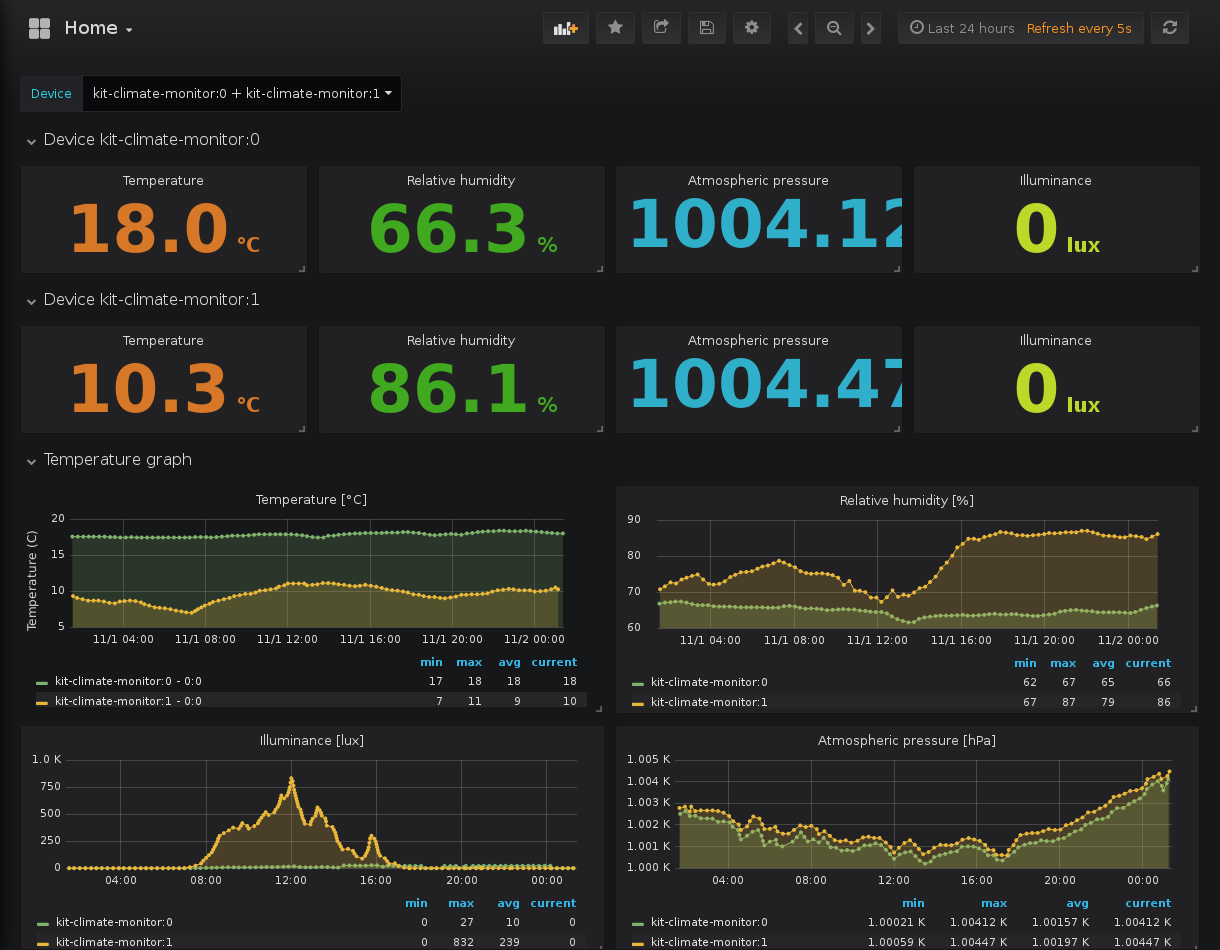 Home
Last 24 hours Refresh every 5s
Device kit-climate-monitor:0 + kit-climate-monitor:1
Device kit-climate-monitor:0
Temperature Relative humidity Atmospheric pressure Illuminance
18.0 °C 66.3 % 1004.12 0 lux
Device kit-climate-monitor:1
Temperature Relative humidity Atmospheric pressure Illuminance
10.3 °C 86.1 % 1004.47 0 lux
Temperature graph
Temperature [°C]
Temperature (C)
20
15
10
5
11/1 04:00 11/1 08:00 11/1 12:00 11/1 16:00 11/1 20:00 11/2 00:00
min max avg current
kit-climate-monitor:0 - 0:0 17 18 18 18
kit-climate-monitor:1 - 0:0 7 11 9 10
Relative humidity [%]
90
80
70
60
11/1 04:00 11/1 08:00 11/1 12:00 11/1 16:00 11/1 20:00 11/2 00:00
min max avg current
kit-climate-monitor:0 62 67 65 66
kit-climate-monitor:1 67 87 79 86
Illuminance [lux]
1.0 K
750
500
250
0
04:00 08:00 12:00 16:00 20:00 00:00
min max avg current
kit-climate-monitor:0 0 27 10 0
kit-climate-monitor:1 0 832 239 0
Atmospheric pressure [hPa]
1.005 K
1.004 K
1.003 K
1.002 K
1.001 K
1.000 K
04:00 08:00 12:00 16:00 20:00 00:00
min max avg current
kit-climate-monitor:0 1.00021 K 1.00412 K 1.00157 K 1.00412 K
kit-climate-monitor:1 1.00059 K 1.00447 K 1.00197 K 1.00447 K